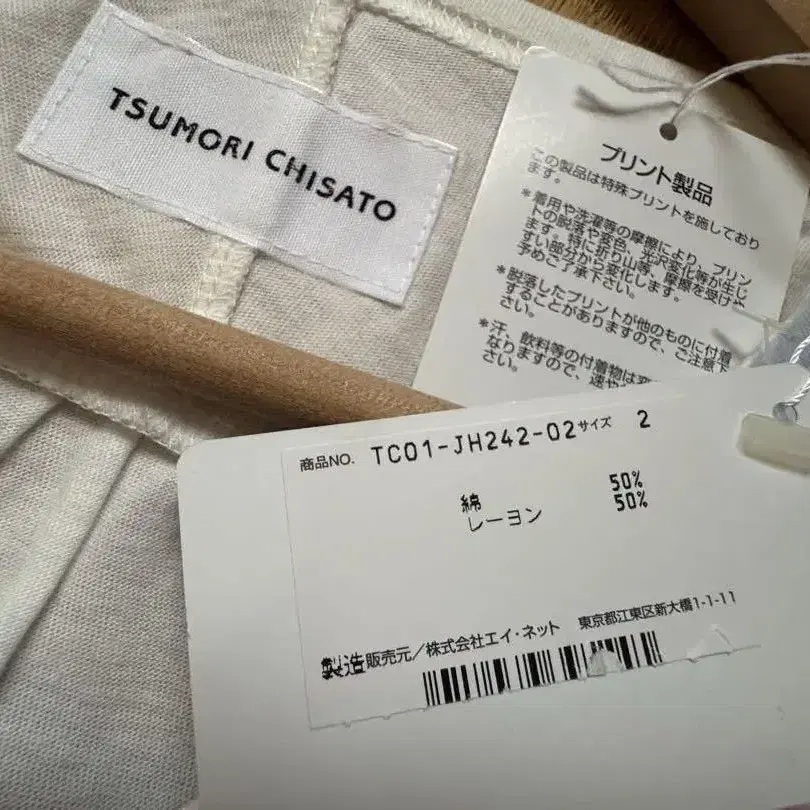 TSUMORI CHISATO
プリント製品
この製品は特殊プリントを施しており
ます。
*着用や洗濯等の摩擦により、プリン
トの脱落や変色、光沢変化等が生じ
ます。特に折り山等、摩擦を受けや
すい部分から変化します。
予めご了承下さい。
*脱落したプリントが他のものに付着
することがありますので、ご注意下
さい。
*汗、飲料等の付着物は変
なりますので、速や
さい。
商品NO. TC01-JH242-02 サイズ 2
綿 50%
レーヨン 50%
製造販売元/株式会社エイ・ネット 東京都江東区新大橋1-1-11